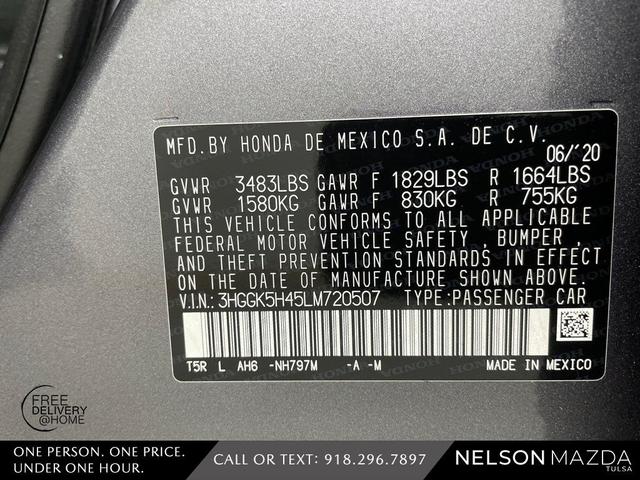 MFD.BY HONDA DE MEXICO S.A. DE C.V.
06/'20
GVWR 3483LBS GAWR F 1829LBS R 1664LBS
GVWR 1580KG GAWR F 830KG R 755KG
THIS VEHICLE CONFORMS TO ALL APPLICABLE
FEDERAL MOTOR VEHICLE SAFETY , BUMPER ,
AND THEFT PREVENTION STANDARDS IN EFFECT
ON THE DATE OF MANUFACTURE SHOWN ABOVE.
V.I.N.: 3HGGK5H45LM720507 TYPE:PASSENGER CAR
T5R L AH6 -NH797M -A -M MADE IN MEXICO
FREE
DELIVERY
@HOME
ONE PERSON. ONE PRICE.
UNDER ONE HOUR.
CALL OR TEXT: 918.296.7897
NELSON MAZDA
TULSA